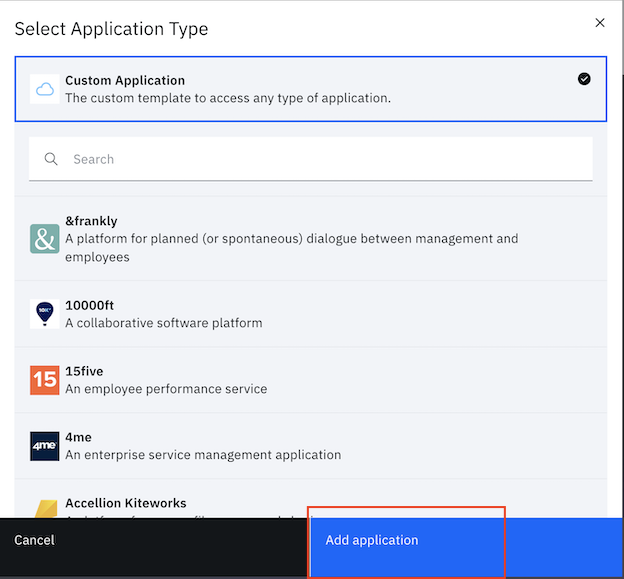 Select Application Type
Custom Application
The custom template to access any type of application.
Search
&frankly
&
A platform for planned (or spontaneous) dialogue between management and
employees
10000ft
A collaborative software platform
15five
15
An employee performance service
4me
4me
An enterprise service management application
Accellion Kiteworks
Cancel
Add application